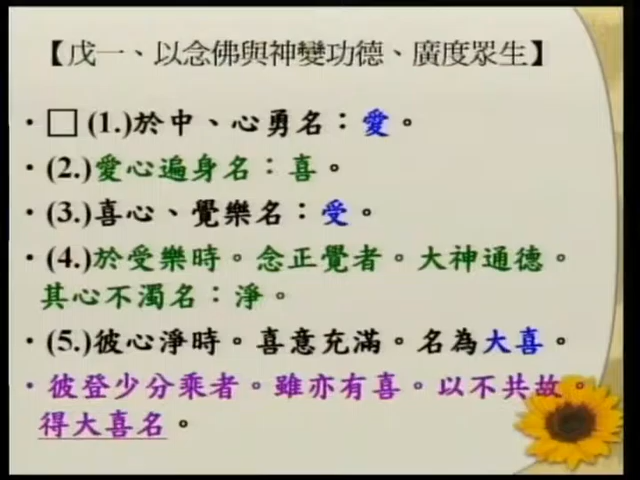 【戊一、以念佛與神變功德、廣度眾生】
• □ (1.)於中、心勇名：愛。
• (2.)愛心遍身名：喜。
• (3.)喜心、覺樂名：受。
• (4.)於受樂時。念正覺者。大神通德。
其心不濁名：淨。
• (5.)彼心淨時。喜意充滿。名為大喜。
• 彼登少分乘者。雖亦有喜。以不共故。
得大喜名。